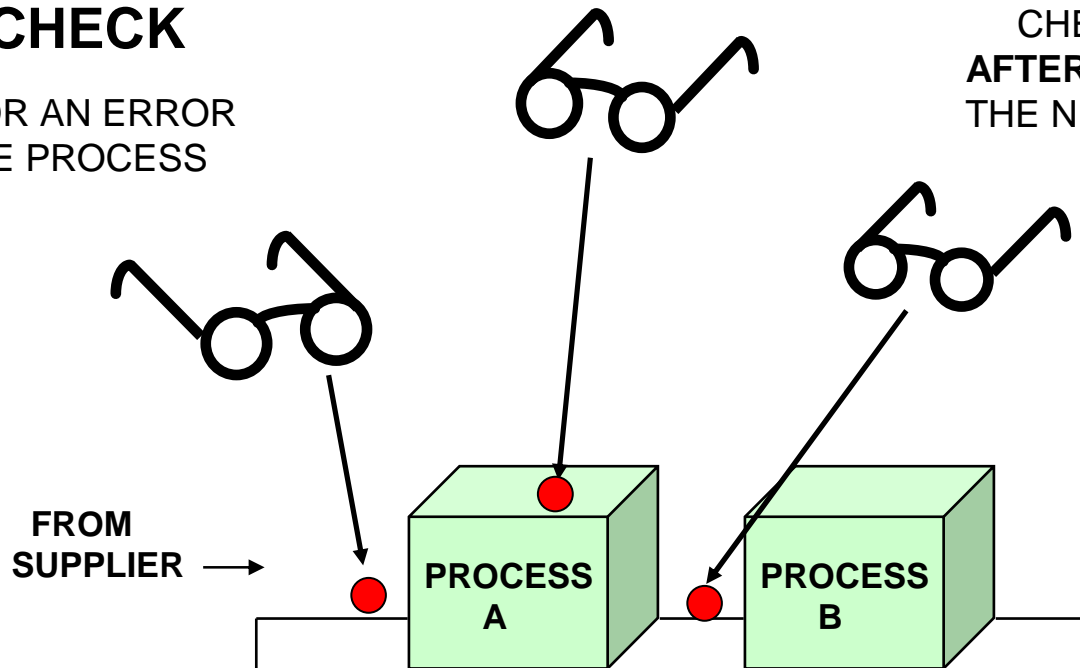 CHECK
OR AN ERROR
E PROCESS
CHE
AFTER
THE N
FROM
SUPPLIER
PROCESS
A
PROCESS
B